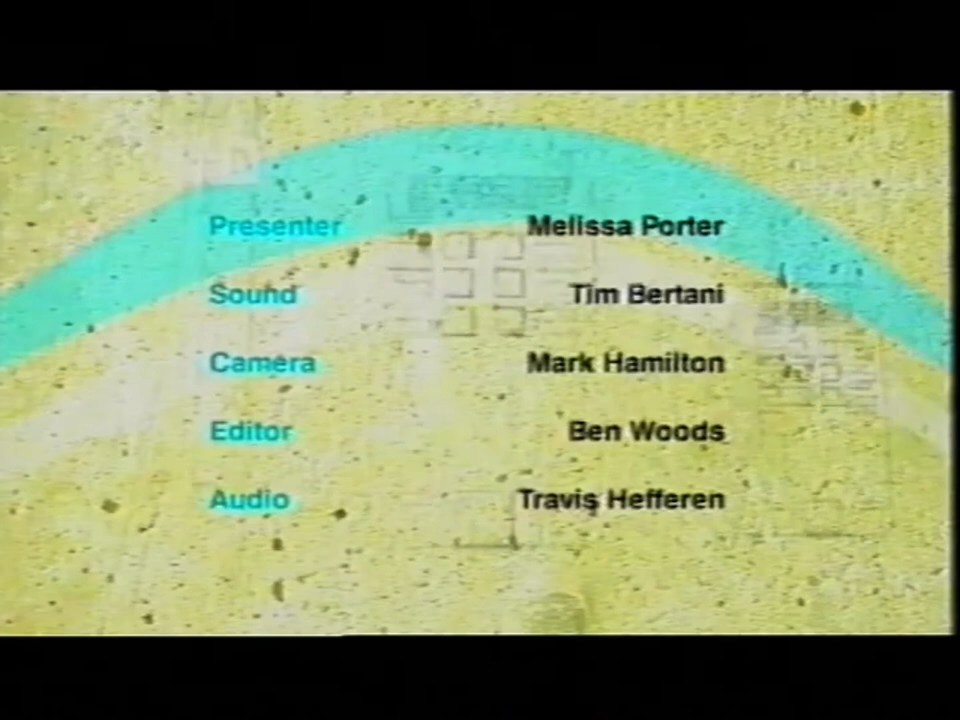 Presenter Melissa Porter
Sound Tim Bertani
Camera Mark Hamilton
Editor Ben Woods
Audio Travis Hefferen